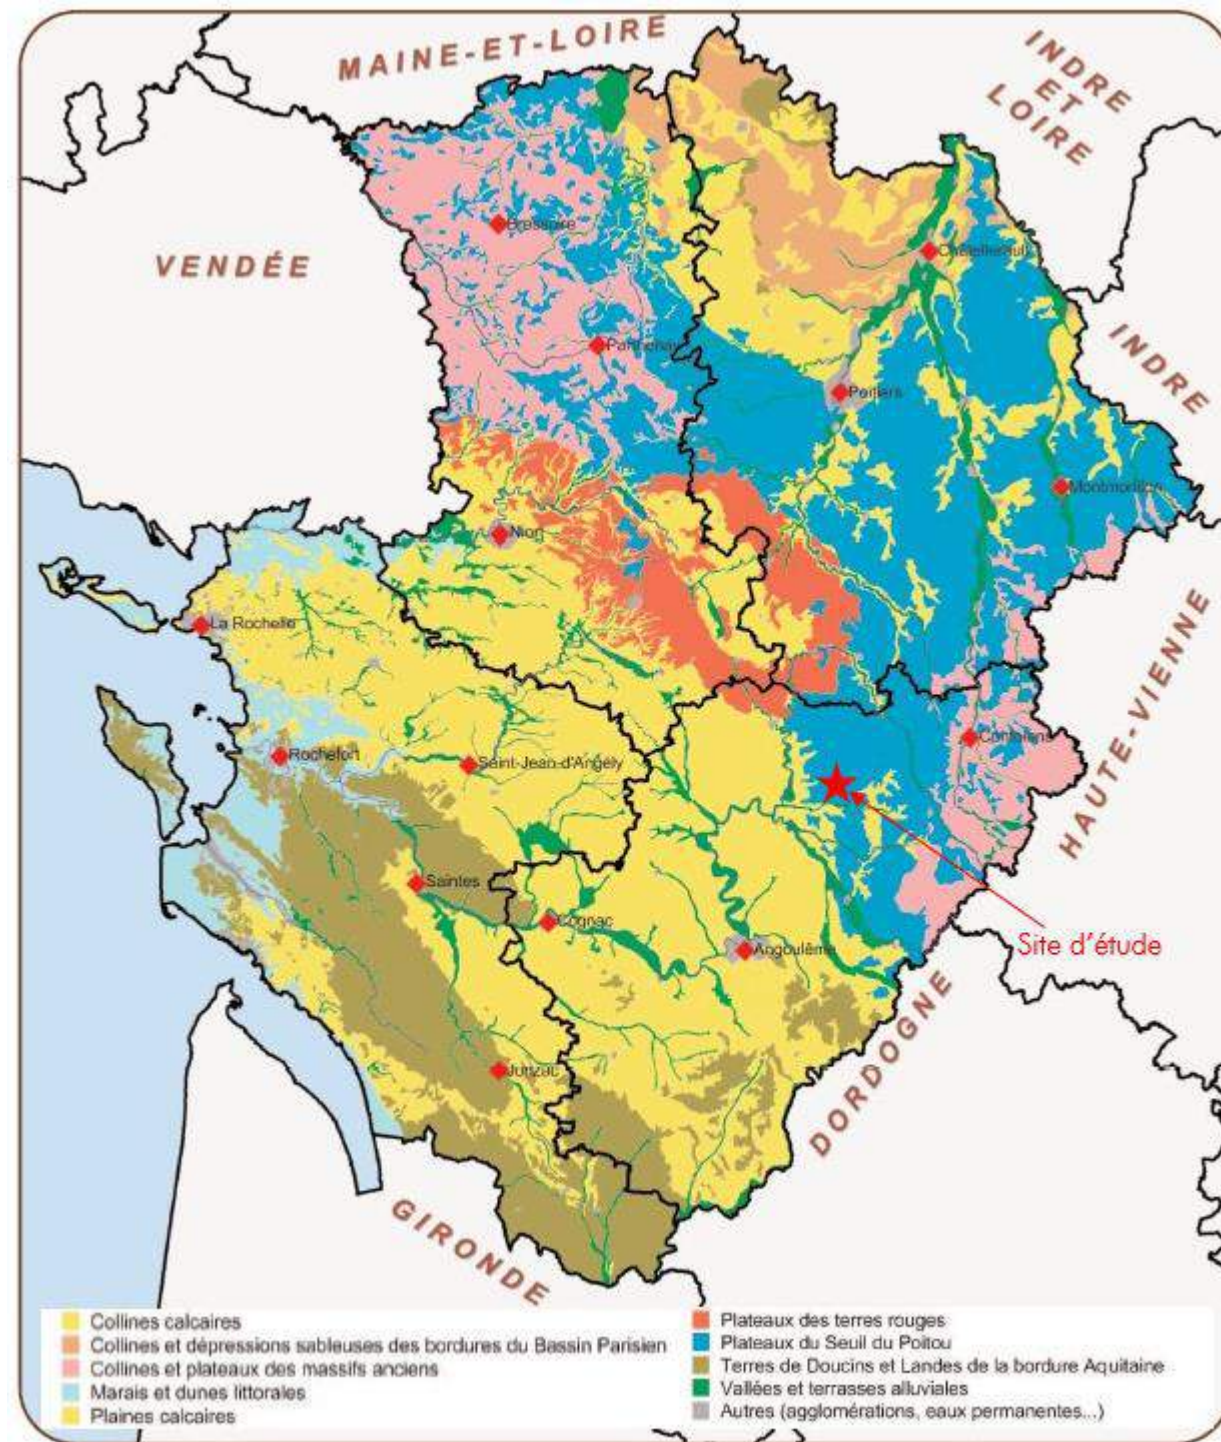 MAINE-ET-LOIRE
INDRE
ET
LOIRE
VENDÉE
Bressuire
Châtellerault
Parthenay
INDRE
Poitiers
Montmorillon
Niort
La Rochelle
HAUTE-VIENNE
Rochefort
Saint-Jean-d'Angély
Confolens
Saintes
Cognac
Angoulême
Site d'étude
Jonzac
DORDOGNE
GIRONDE
Collines calcaires
Collines et dépressions sableuses des bordures du Bassin Parisien
Collines et plateaux des massifs anciens
Marais et dunes littorales
Plaines calcaires
Plateaux des terres rouges
Plateaux du Seuil du Poitou
Terres de Doucins et Landes de la bordure Aquitaine
Vallées et terrasses alluviales
Autres (agglomérations, eaux permanentes...)